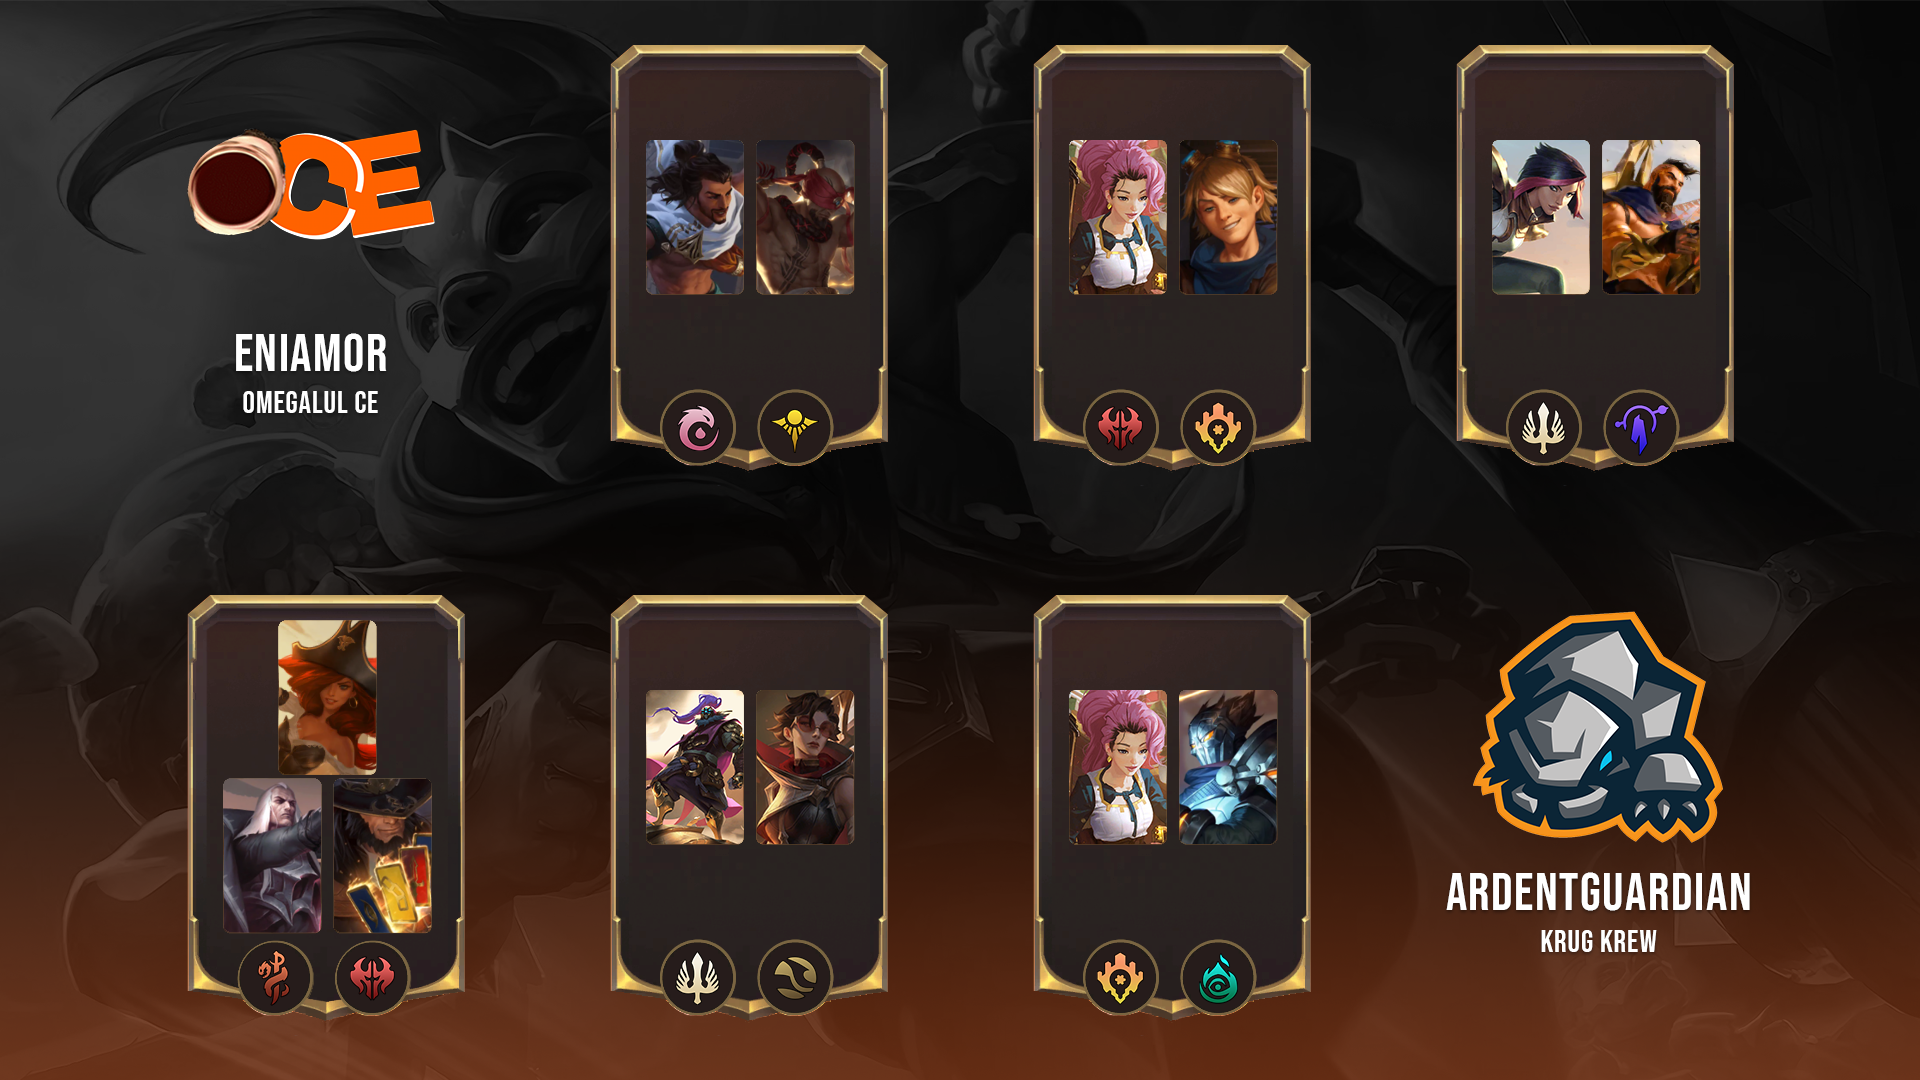 OCE
ENIAMOR
OMEGALUL CE
ARDENTGUARDIAN
KRUG KREW